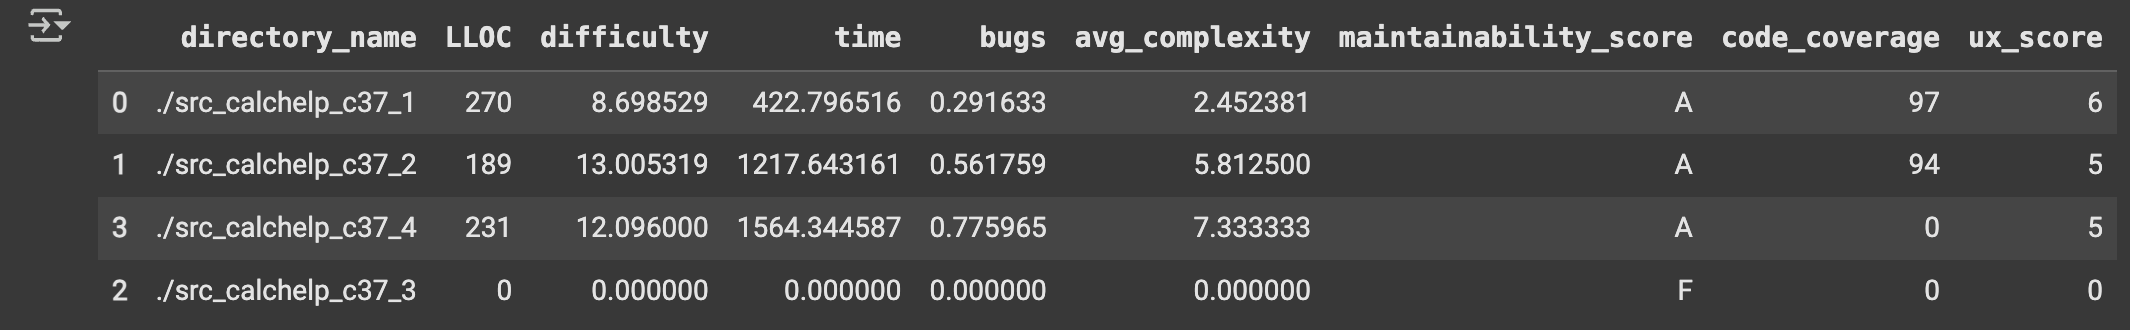 directory_name LLOC difficulty time bugs avg_complexity maintainability_score code_coverage ux_score
0 ./src_calchelp_c37_1 270 8.698529 422.796516 0.291633 2.452381 A 97 6
1 ./src_calchelp_c37_2 189 13.005319 1217.643161 0.561759 5.812500 A 94 5
3 ./src_calchelp_c37_4 231 12.096000 1564.344587 0.775965 7.333333 A 0 5
2 ./src_calchelp_c37_3 0 0.000000 0.000000 0.000000 0.000000 F 0 0